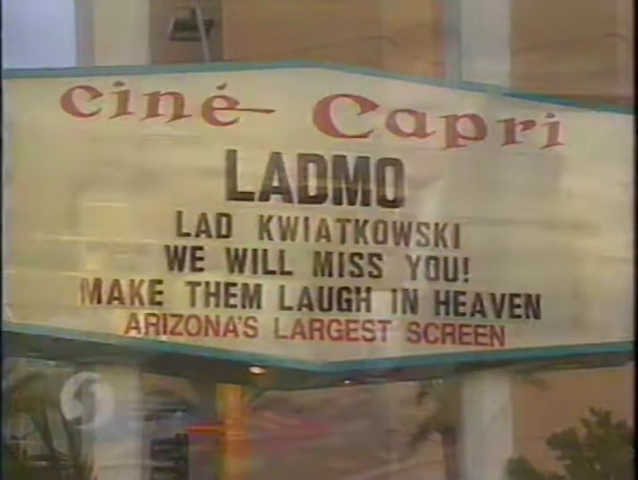 ciné Capri
LADMO
LAD KWIATKOWSKI
WE WILL MISS YOU!
MAKE THEM LAUGH IN HEAVEN
ARIZONA'S LARGEST SCREEN